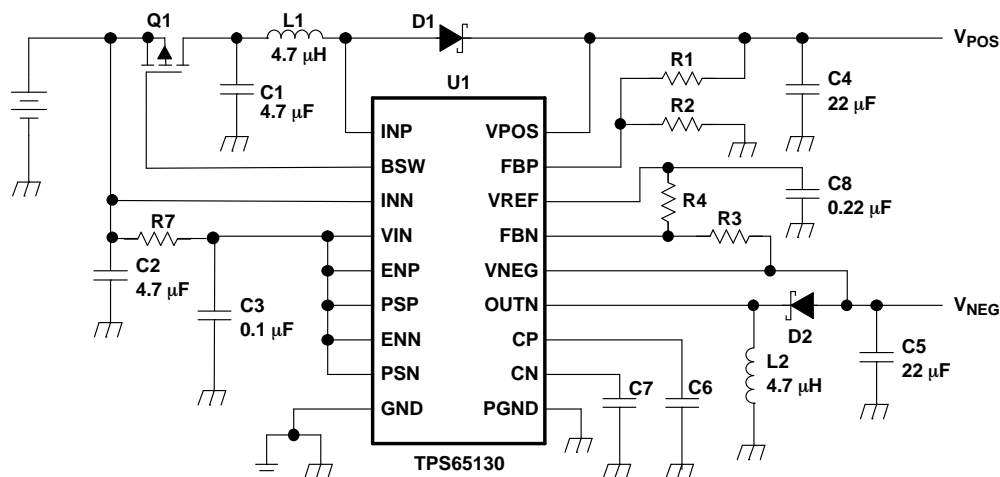 Q1
L1
4.7 μH
D1
VPOS
C1
4.7 μF
U1
R1
R2
C4
22 μF
INP
VPOS
BSW
FBP
INN
VREF
R4
C8
0.22 μF
R7
VIN
FBN
R3
C2
4.7 μF
ENP
VNEG
C3
0.1 μF
PSP
OUTN
D2
VNEG
ENN
CP
L2
4.7 μH
C5
22 μF
PSN
CN
C7
C6
GND
PGND
TPS65130